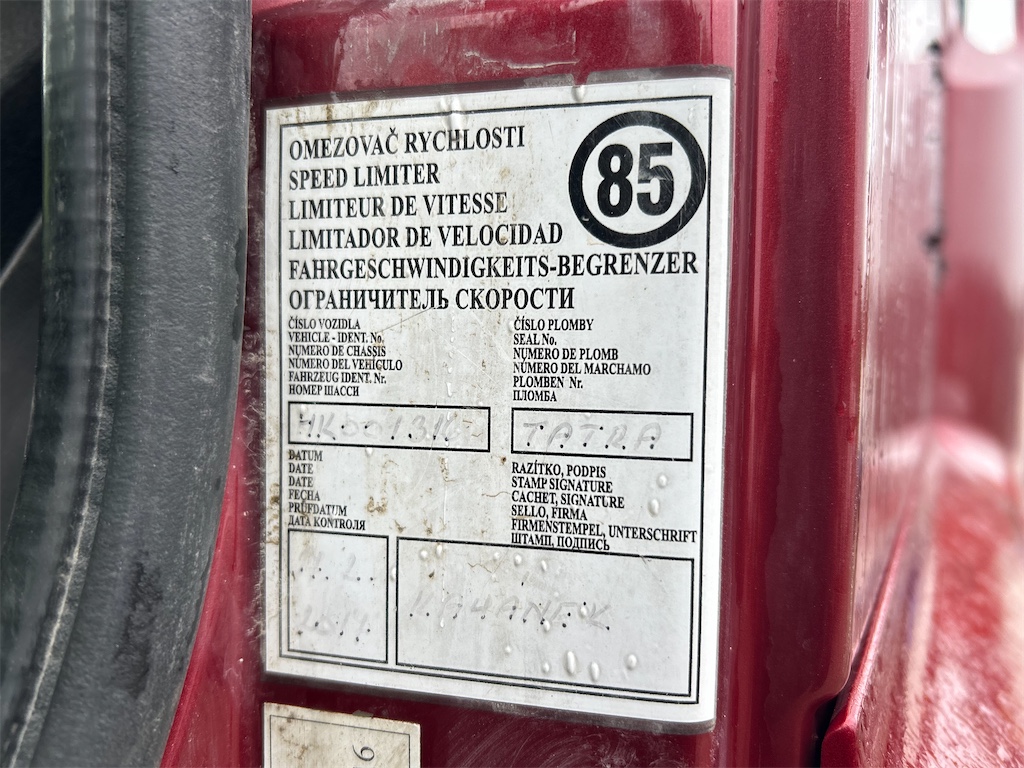 OMEZOVAČ RYCHLOSTI
SPEED LIMITER
LIMITEUR DE VITESSE
LIMITADOR DE VELOCIDAD
FAHRGESCHWINDIGKEITS-BEGRENZER
ОГРАНИЧИТЕЛЬ СКОРОСТИ
85
ČÍSLO VOZIDLA
VEHICLE - IDENT. No.
NUMERO DE CHASSIS
NÚMERO DEL VEHÍCULO
FAHRZEUG IDENT. Nr.
НОМЕР ШАССИ
ČÍSLO PLOMBY
SEAL No.
NUMERO DE PLOMB
NÚMERO DEL MARCHAMO
PLOMBEN Nr.
ПЛОМБА
TATRA
DATUM
DATE
DATE
FECHA
PRÜFDATUM
ДАТА КОНТРОЛЯ
RAZÍTKO, PODPIS
STAMP SIGNATURE
CACHET, SIGNATURE
SELLO, FIRMA
FIRMENSTEMPEL, UNTERSCHRIFT
ШТАМП, ПОДПИСЬ